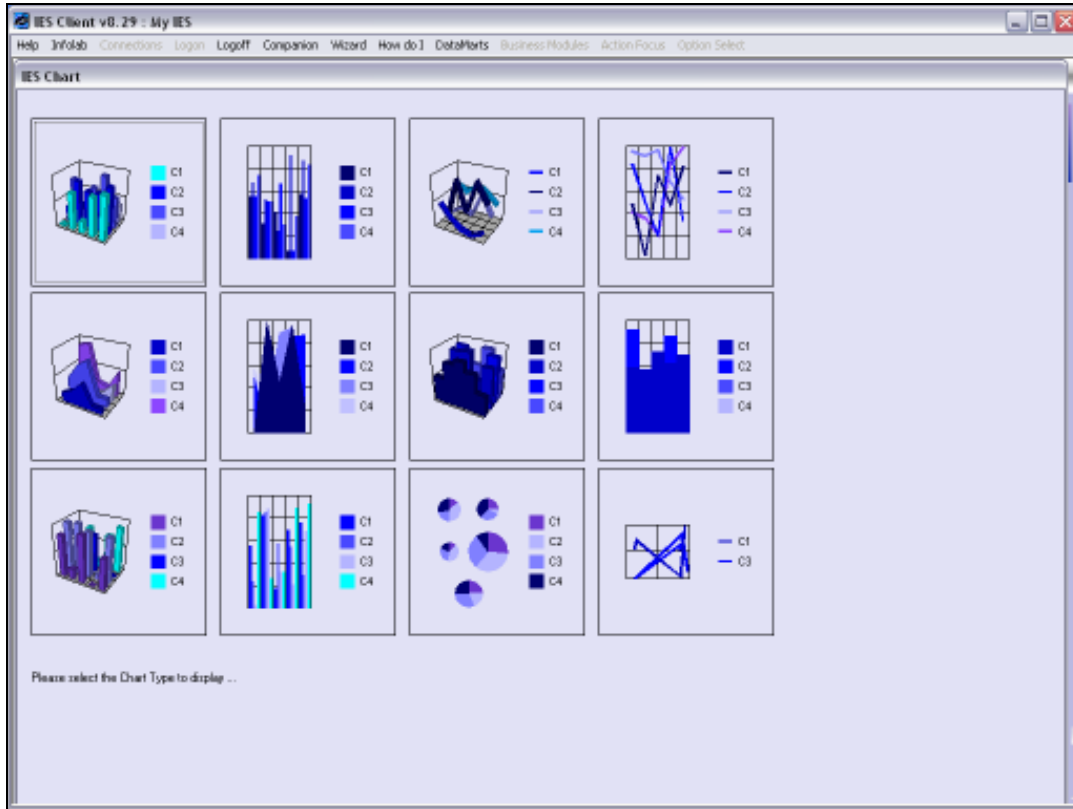 IES Client v8.29 : My IES
Help Infolab Connections Logon Logoff Companion Wizard How do I DataMarts Business Modules Action Focus Option Select
IES Chart
C1
C2
C3
C4
C1
C2
C3
C4
C1
C2
C3
C4
C1
C2
C3
C4
C1
C2
C3
C4
C1
C2
C3
C4
C1
C2
C3
C4
C1
C2
C3
C4
C1
C2
C3
C4
C1
C2
C3
C4
C1
C2
C3
C4
C1
C3
Please select the Chart Type to display ...